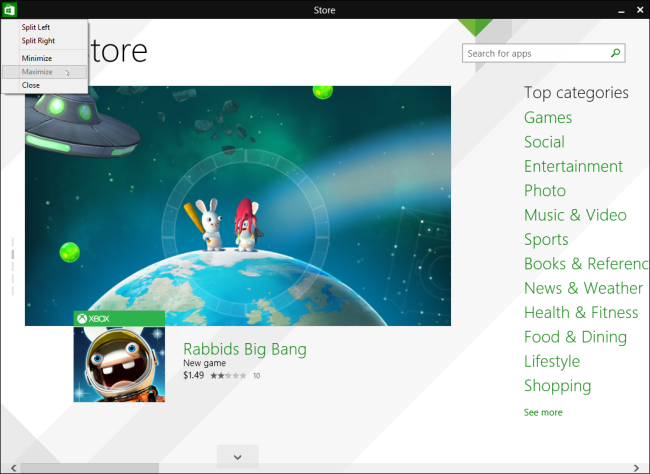 Store
Split Left
Split Right
Minimize
Maximize
Close
tore
Search for apps
Top categories
Games
Social
Entertainment
Photo
Music & Video
Sports
Books & Referenc
News & Weather
Health & Fitness
Food & Dining
Lifestyle
Shopping
See more
XBOX
Rabbids Big Bang
New game
$1.49 10